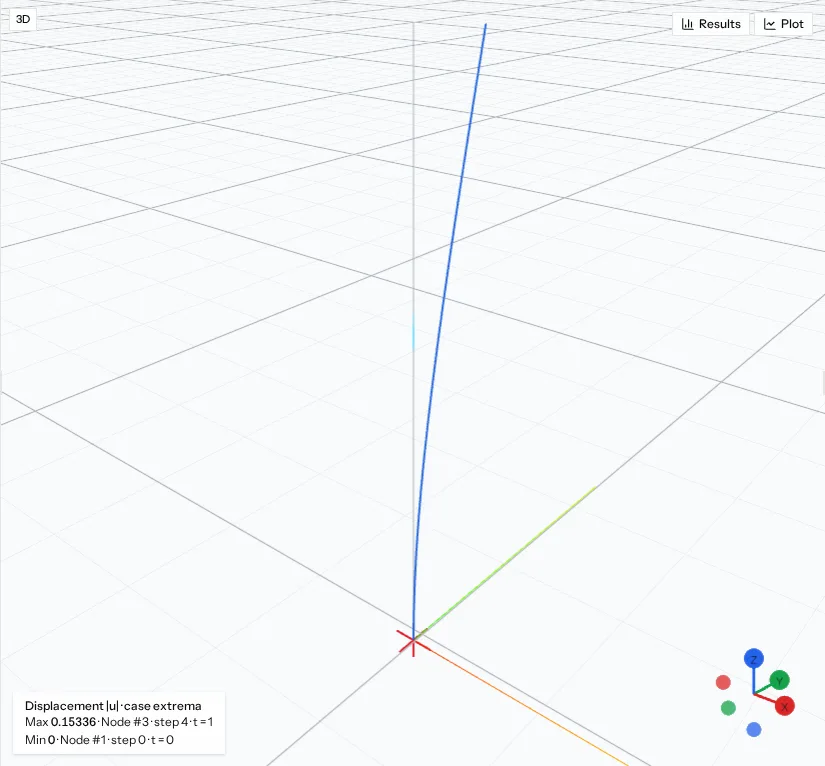 3D
Results
Plot
Z
Y
X
Displacement |u| · case extrema
Max 0.15336 · Node #3 · step 4 · t = 1
Min 0 · Node #1 · step 0 · t = 0